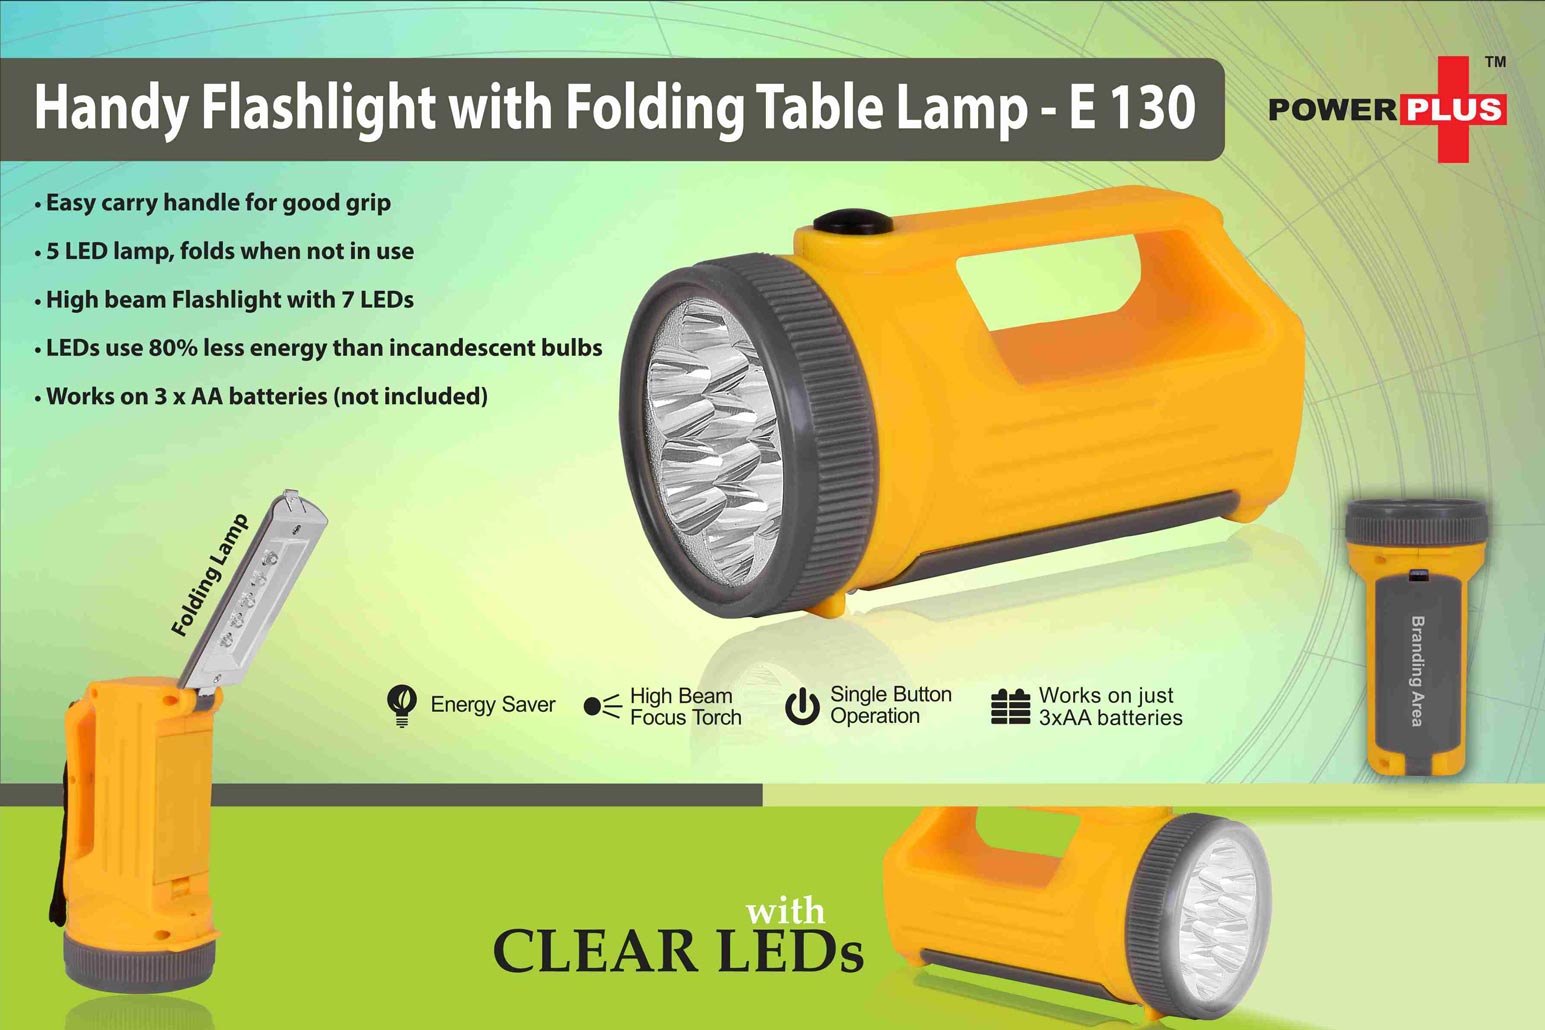 Handy Flashlight with Folding Table Lamp - E 130
TM
POWER PLUS
• Easy carry handle for good grip
• 5 LED lamp, folds when not in use
• High beam Flashlight with 7 LEDs
• LEDs use 80% less energy than incandescent bulbs
• Works on 3 x AA batteries (not included)
Folding Lamp
Branding Area
Energy Saver
High Beam
Focus Torch
Single Button
Operation
Works on just
3xAA batteries
with
CLEAR LEDs